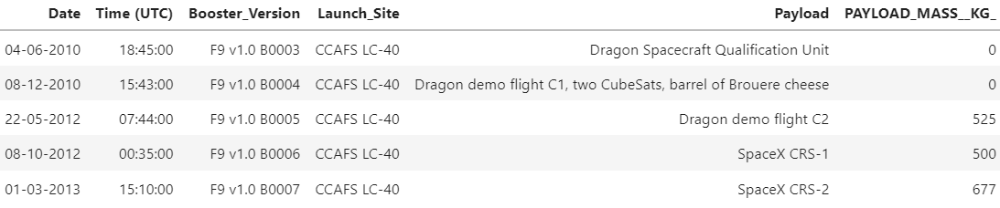 Date Time (UTC) Booster_Version Launch_Site Payload PAYLOAD_MASS__KG_
04-06-2010 18:45:00 F9 v1.0 B0003 CCAFS LC-40 Dragon Spacecraft Qualification Unit 0
08-12-2010 15:43:00 F9 v1.0 B0004 CCAFS LC-40 Dragon demo flight C1, two CubeSats, barrel of Brouere cheese 0
22-05-2012 07:44:00 F9 v1.0 B0005 CCAFS LC-40 Dragon demo flight C2 525
08-10-2012 00:35:00 F9 v1.0 B0006 CCAFS LC-40 SpaceX CRS-1 500
01-03-2013 15:10:00 F9 v1.0 B0007 CCAFS LC-40 SpaceX CRS-2 677